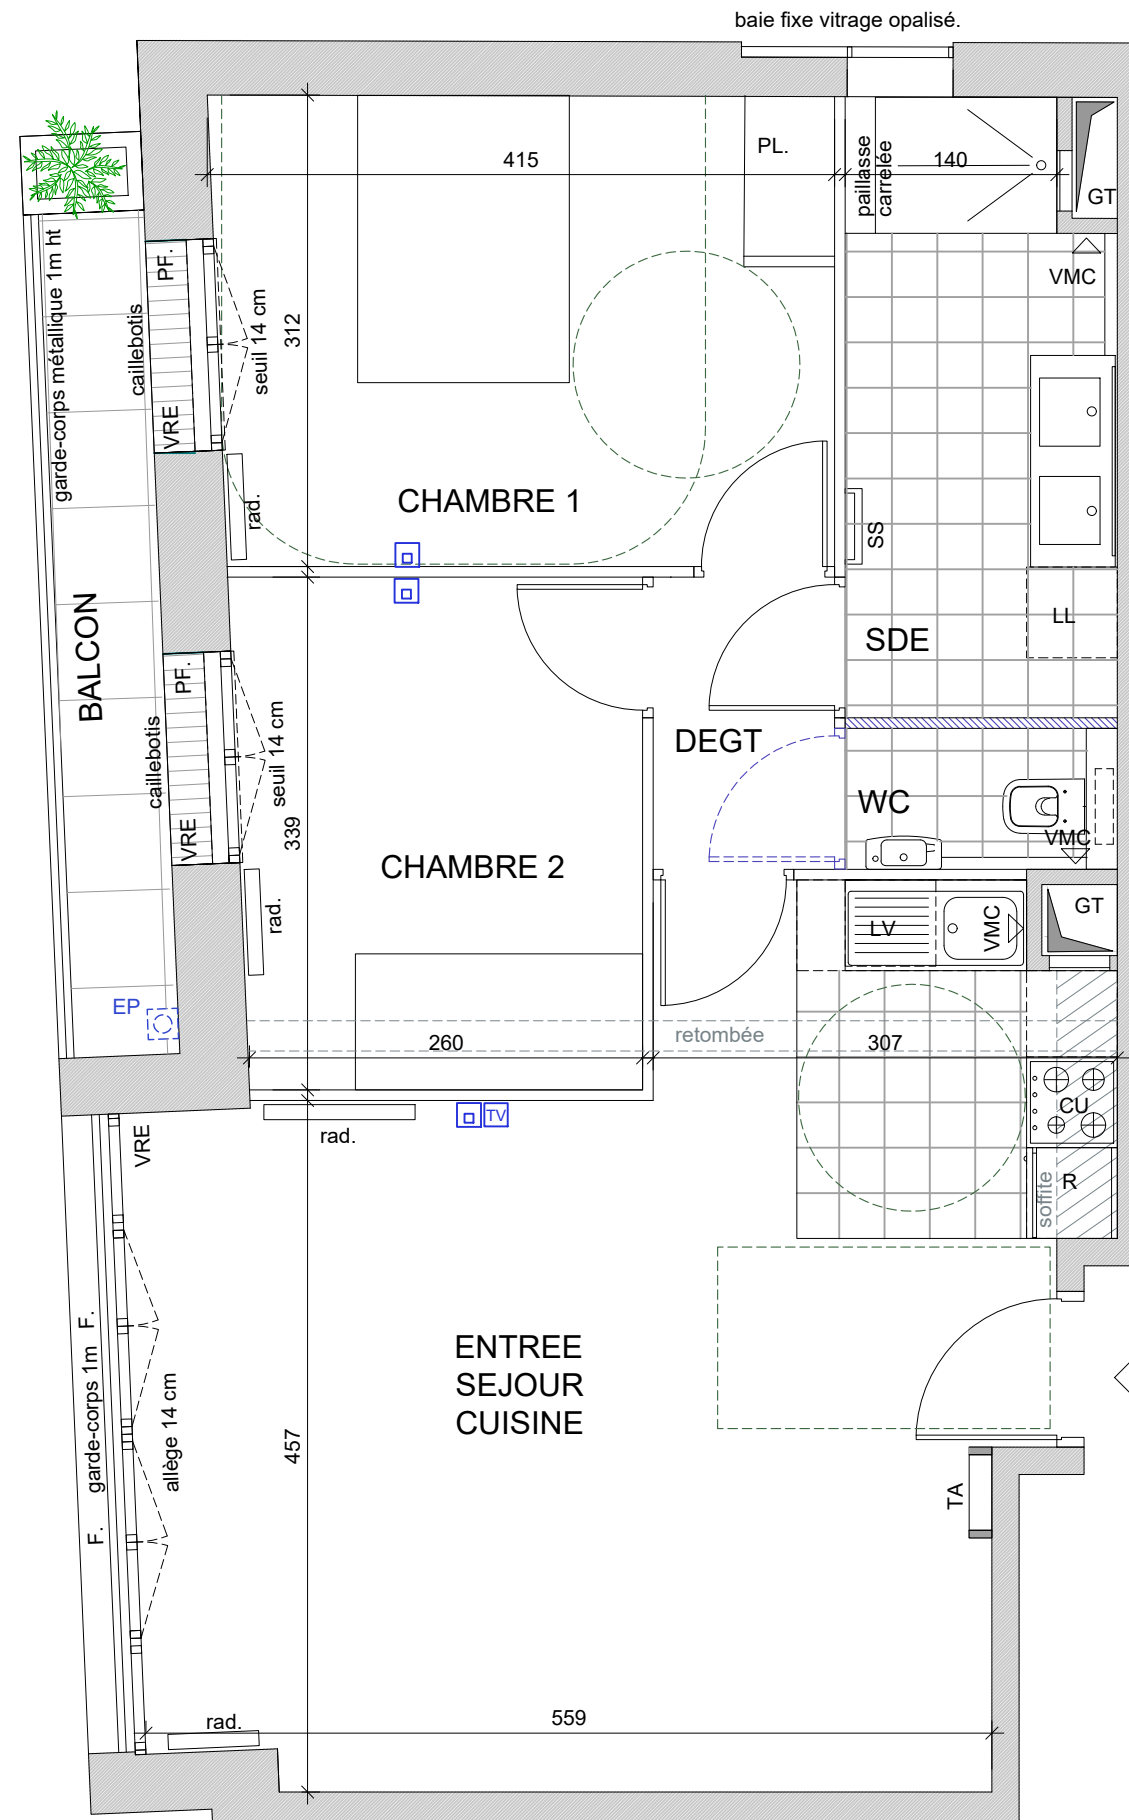 baie fixe vitrage opalisé.
415
PL.
paillasse
carrelée
140
GT
garde-corps métallique 1m ht
PF.
caillebotis
VRE
seuil 14 cm
312
VMC
rad.
CHAMBRE 1
SS
BALCON
LL
SDE
PF.
caillebotis
VRE
seuil 14 cm
339
DEGT
WC
VMC
CHAMBRE 2
rad.
LV
VMC
GT
EP
260
retombée
307
CU
TV
rad.
VRE
R
soffite
F.
garde-corps 1m
F.
allège 14 cm
ENTREE
SEJOUR
CUISINE
457
TA
rad.
559